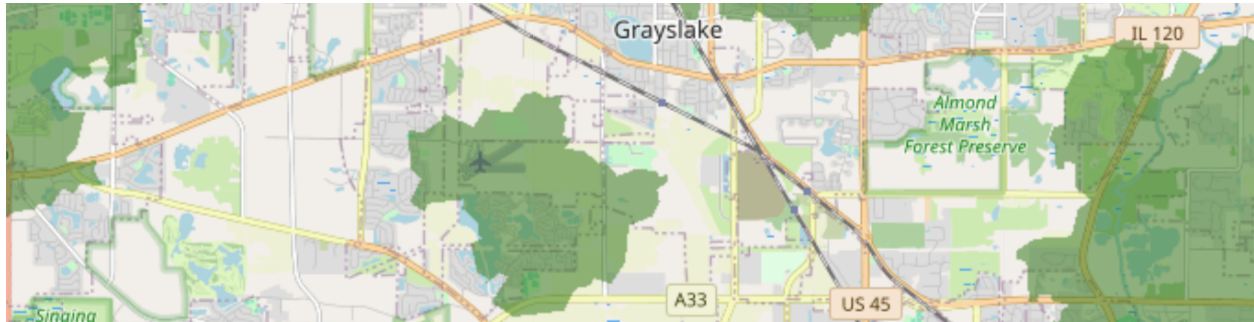 Grayslake
IL 120
Almond
Marsh
Forest Preserve
A33
US 45
Singing